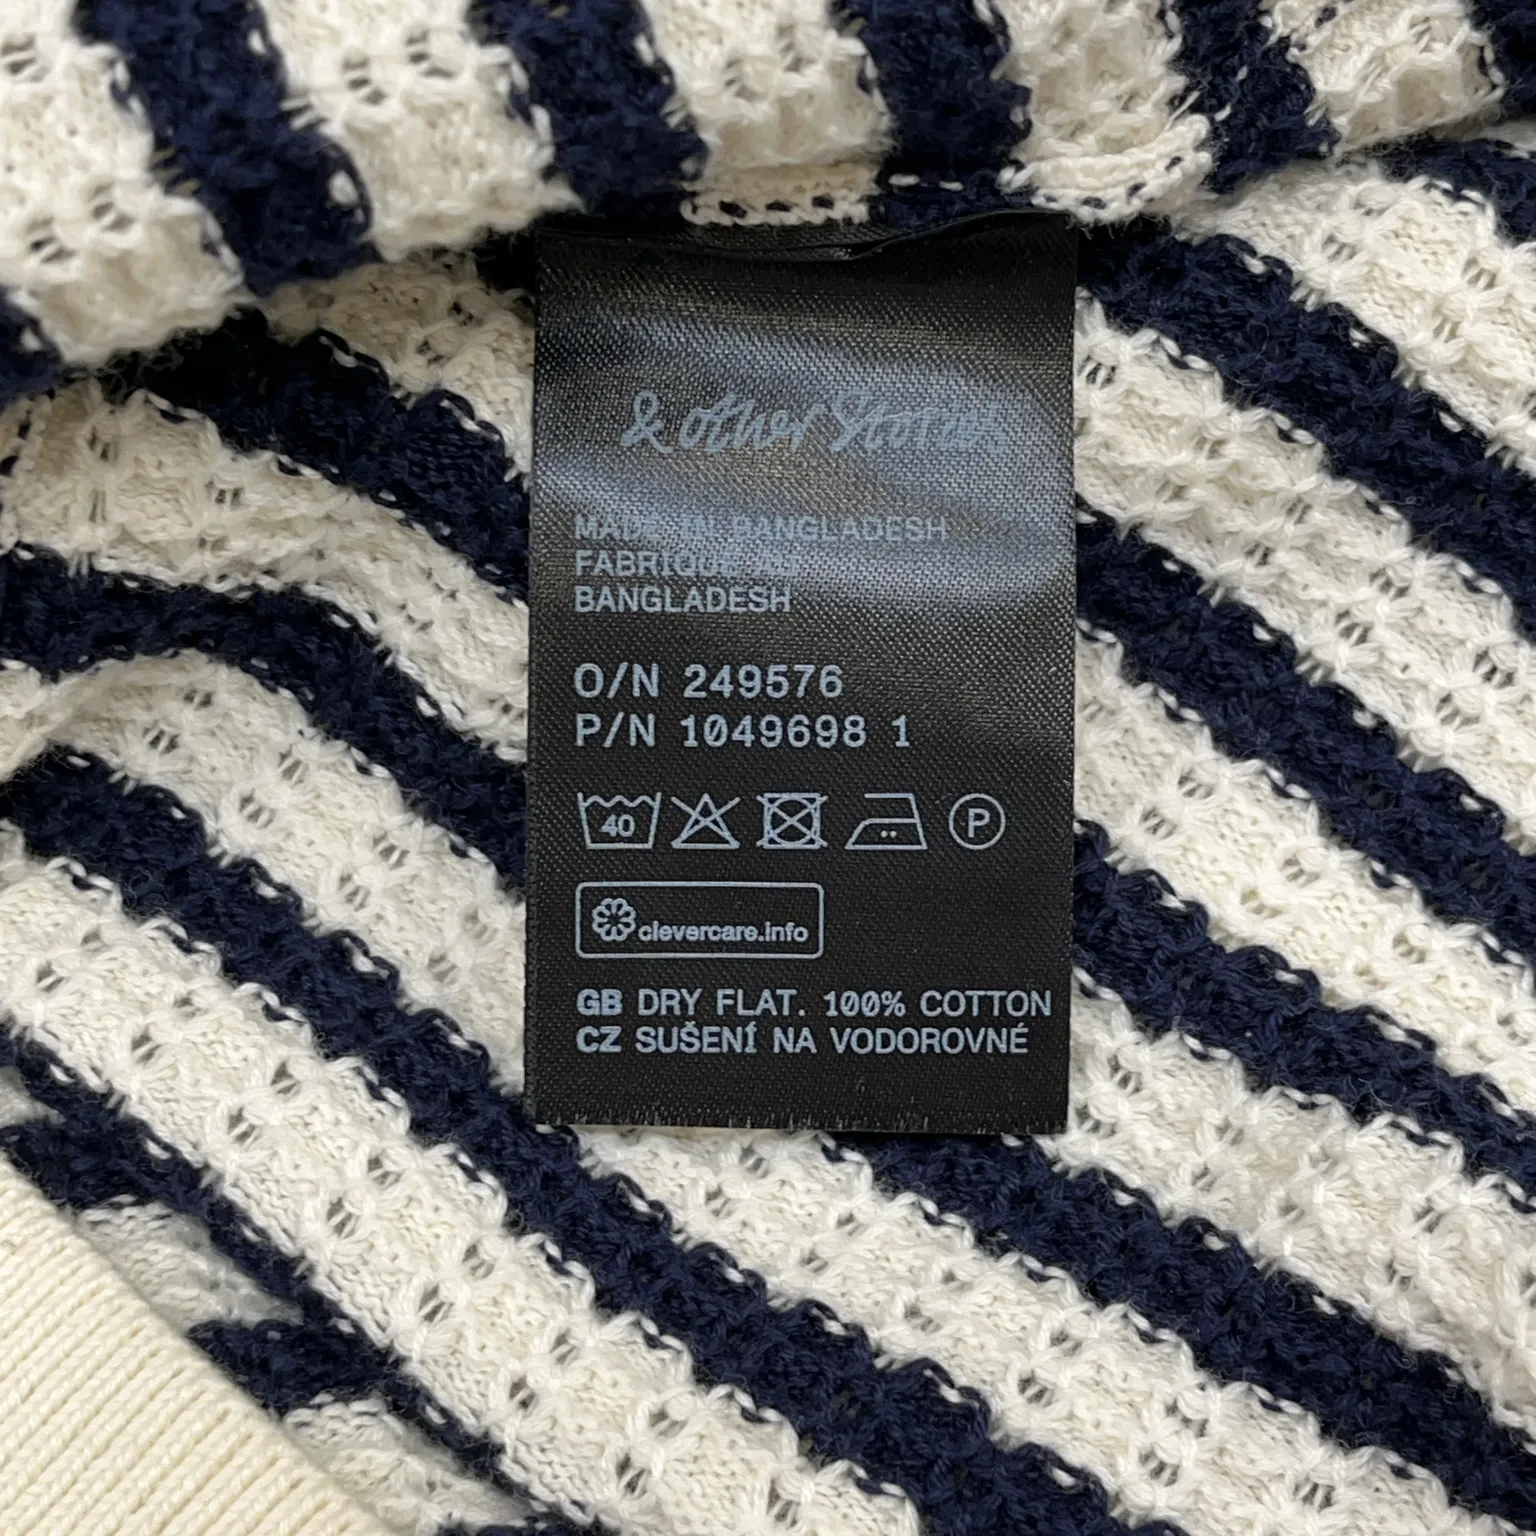 & other Stories
MADE IN BANGLADESH
FABRIQUÉ AU
BANGLADESH
O/N 249576
P/N 1049698 1
40 P
clevercare.info
GB DRY FLAT. 100% COTTON
CZ SUŠENÍ NA VODOROVNÉ